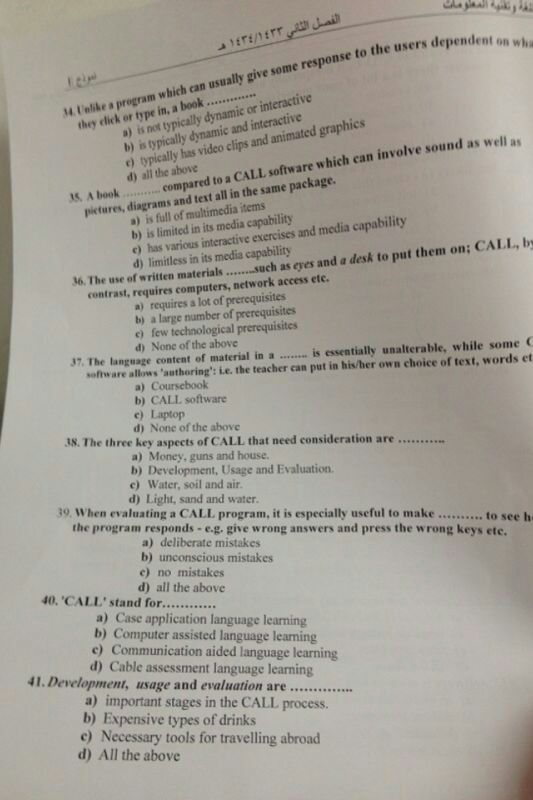 لغة وتقنية المعلومات
الفصل الثاني ١٤٣٤/١٤٣٣ هـ
نموذج E
34. Unlike a program which can usually give some response to the users dependent on wha
they click or type in, a book .............
a) is not typically dynamic or interactive
b) is typically dynamic and interactive
c) typically has video clips and animated graphics
d) all the above
35. A book ........... compared to a CALL software which can involve sound as well as
pictures, diagrams and text all in the same package.
a) is full of multimedia items
b) is limited in its media capability
c) has various interactive exercises and media capability
d) limitless in its media capability
36. The use of written materials ........such as eyes and a desk to put them on; CALL, by
contrast, requires computers, network access etc.
a) requires a lot of prerequisites
b) a large number of prerequisites
c) few technological prerequisites
d) None of the above
37. The language content of material in a ........ is essentially unalterable, while some C
software allows 'authoring': i.e. the teacher can put in his/her own choice of text, words et
a) Coursebook
b) CALL software
c) Laptop
d) None of the above
38. The three key aspects of CALL that need consideration are ...........
a) Money, guns and house.
b) Development, Usage and Evaluation.
c) Water, soil and air.
d) Light, sand and water.
39. When evaluating a CALL program, it is especially useful to make .......... to see h
the program responds - e.g. give wrong answers and press the wrong keys etc.
a) deliberate mistakes
b) unconscious mistakes
c) no mistakes
d) all the above
40. 'CALL' stand for............
a) Case application language learning
b) Computer assisted language learning
c) Communication aided language learning
d) Cable assessment language learning
41. Development, usage and evaluation are ..............
a) important stages in the CALL process.
b) Expensive types of drinks
c) Necessary tools for travelling abroad
d) All the above